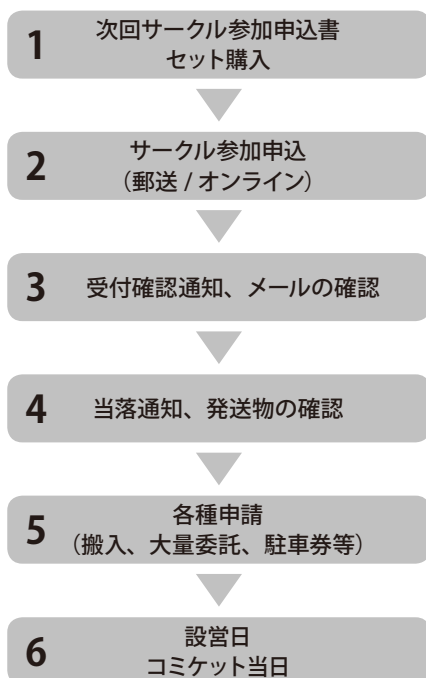 1
次回サークル参加申込書
セット購入
2
サークル参加申込
（郵送 / オンライン）
3
受付確認通知、メールの確認
4
当落通知、発送物の確認
5
各種申請
（搬入、大量委託、駐車券等）
6
設営日
コミケット当日